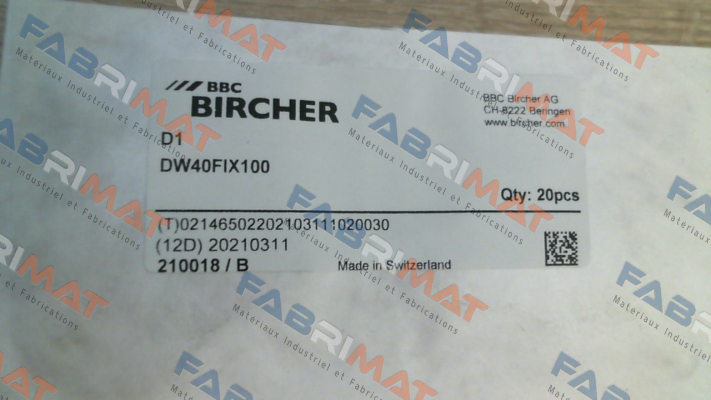 BBC
BIRCHER
BBC Bircher AG
CH-8222 Beringen
www.bircher.com
D1
DW40FIX100
Qty: 20pcs
(T)02146502202103111020030
(12D) 20210311
210018 / B
Made in Switzerland
FABRIMAT
Materiaux Industriel et Fabrications